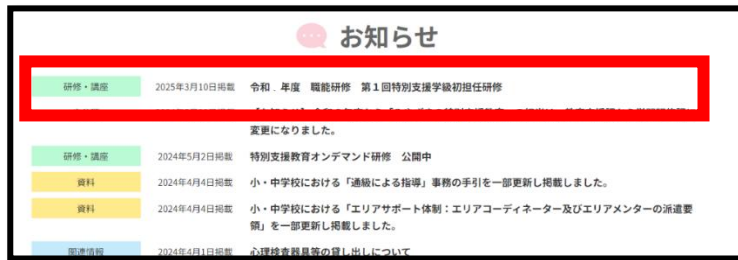 お知らせ
研修・講座 2025年3月10日掲載 令和 . 年度 職能研修 第1回特別支援学級初担任研修
変更になりました。
研修・講座 2024年5月2日掲載 特別支援教育オンデマンド研修 公開中
資料 2024年4月4日掲載 小・中学校における「通級による指導」事務の手引を一部更新し掲載しました。
資料 2024年4月4日掲載 小・中学校における「エリアサポート体制：エリアコーディネーター及びエリアメンターの派遣要
領」を一部更新し掲載しました。
関連情報 2024年4月1日掲載 心理検査器具等の貸し出しについて